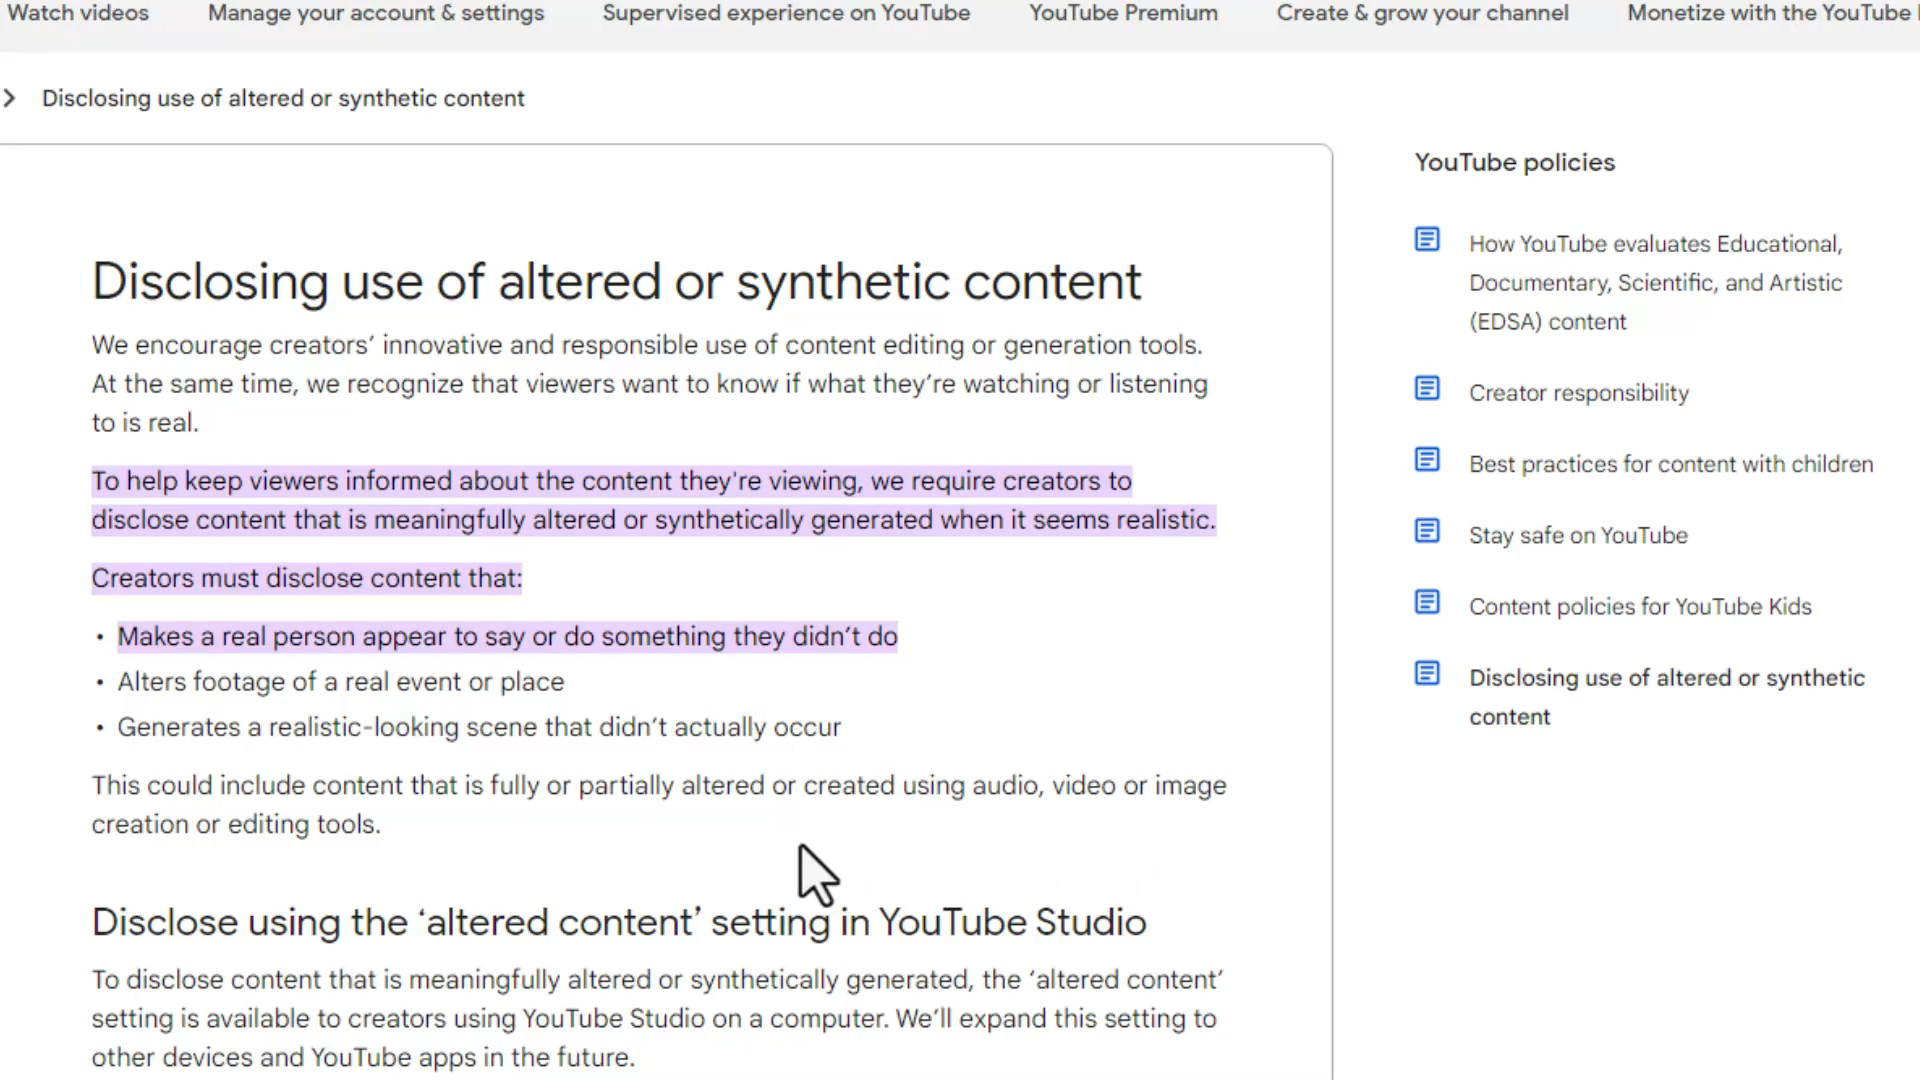 Watch videos
Manage your account & settings
Supervised experience on YouTube
YouTube Premium
Create & grow your channel
Monetize with the YouTube
Disclosing use of altered or synthetic content
Disclosing use of altered or synthetic content
We encourage creators’ innovative and responsible use of content editing or generation tools.
At the same time, we recognize that viewers want to know if what they’re watching or listening
to is real.
To help keep viewers informed about the content they're viewing, we require creators to
disclose content that is meaningfully altered or synthetically generated when it seems realistic.
Creators must disclose content that:
• Makes a real person appear to say or do something they didn’t do
• Alters footage of a real event or place
• Generates a realistic-looking scene that didn’t actually occur
This could include content that is fully or partially altered or created using audio, video or image
creation or editing tools.
Disclose using the ‘altered content’ setting in YouTube Studio
To disclose content that is meaningfully altered or synthetically generated, the ‘altered content’
setting is available to creators using YouTube Studio on a computer. We’ll expand this setting to
other devices and YouTube apps in the future.
YouTube policies
How YouTube evaluates Educational,
Documentary, Scientific, and Artistic
(EDSA) content
Creator responsibility
Best practices for content with children
Stay safe on YouTube
Content policies for YouTube Kids
Disclosing use of altered or synthetic
content